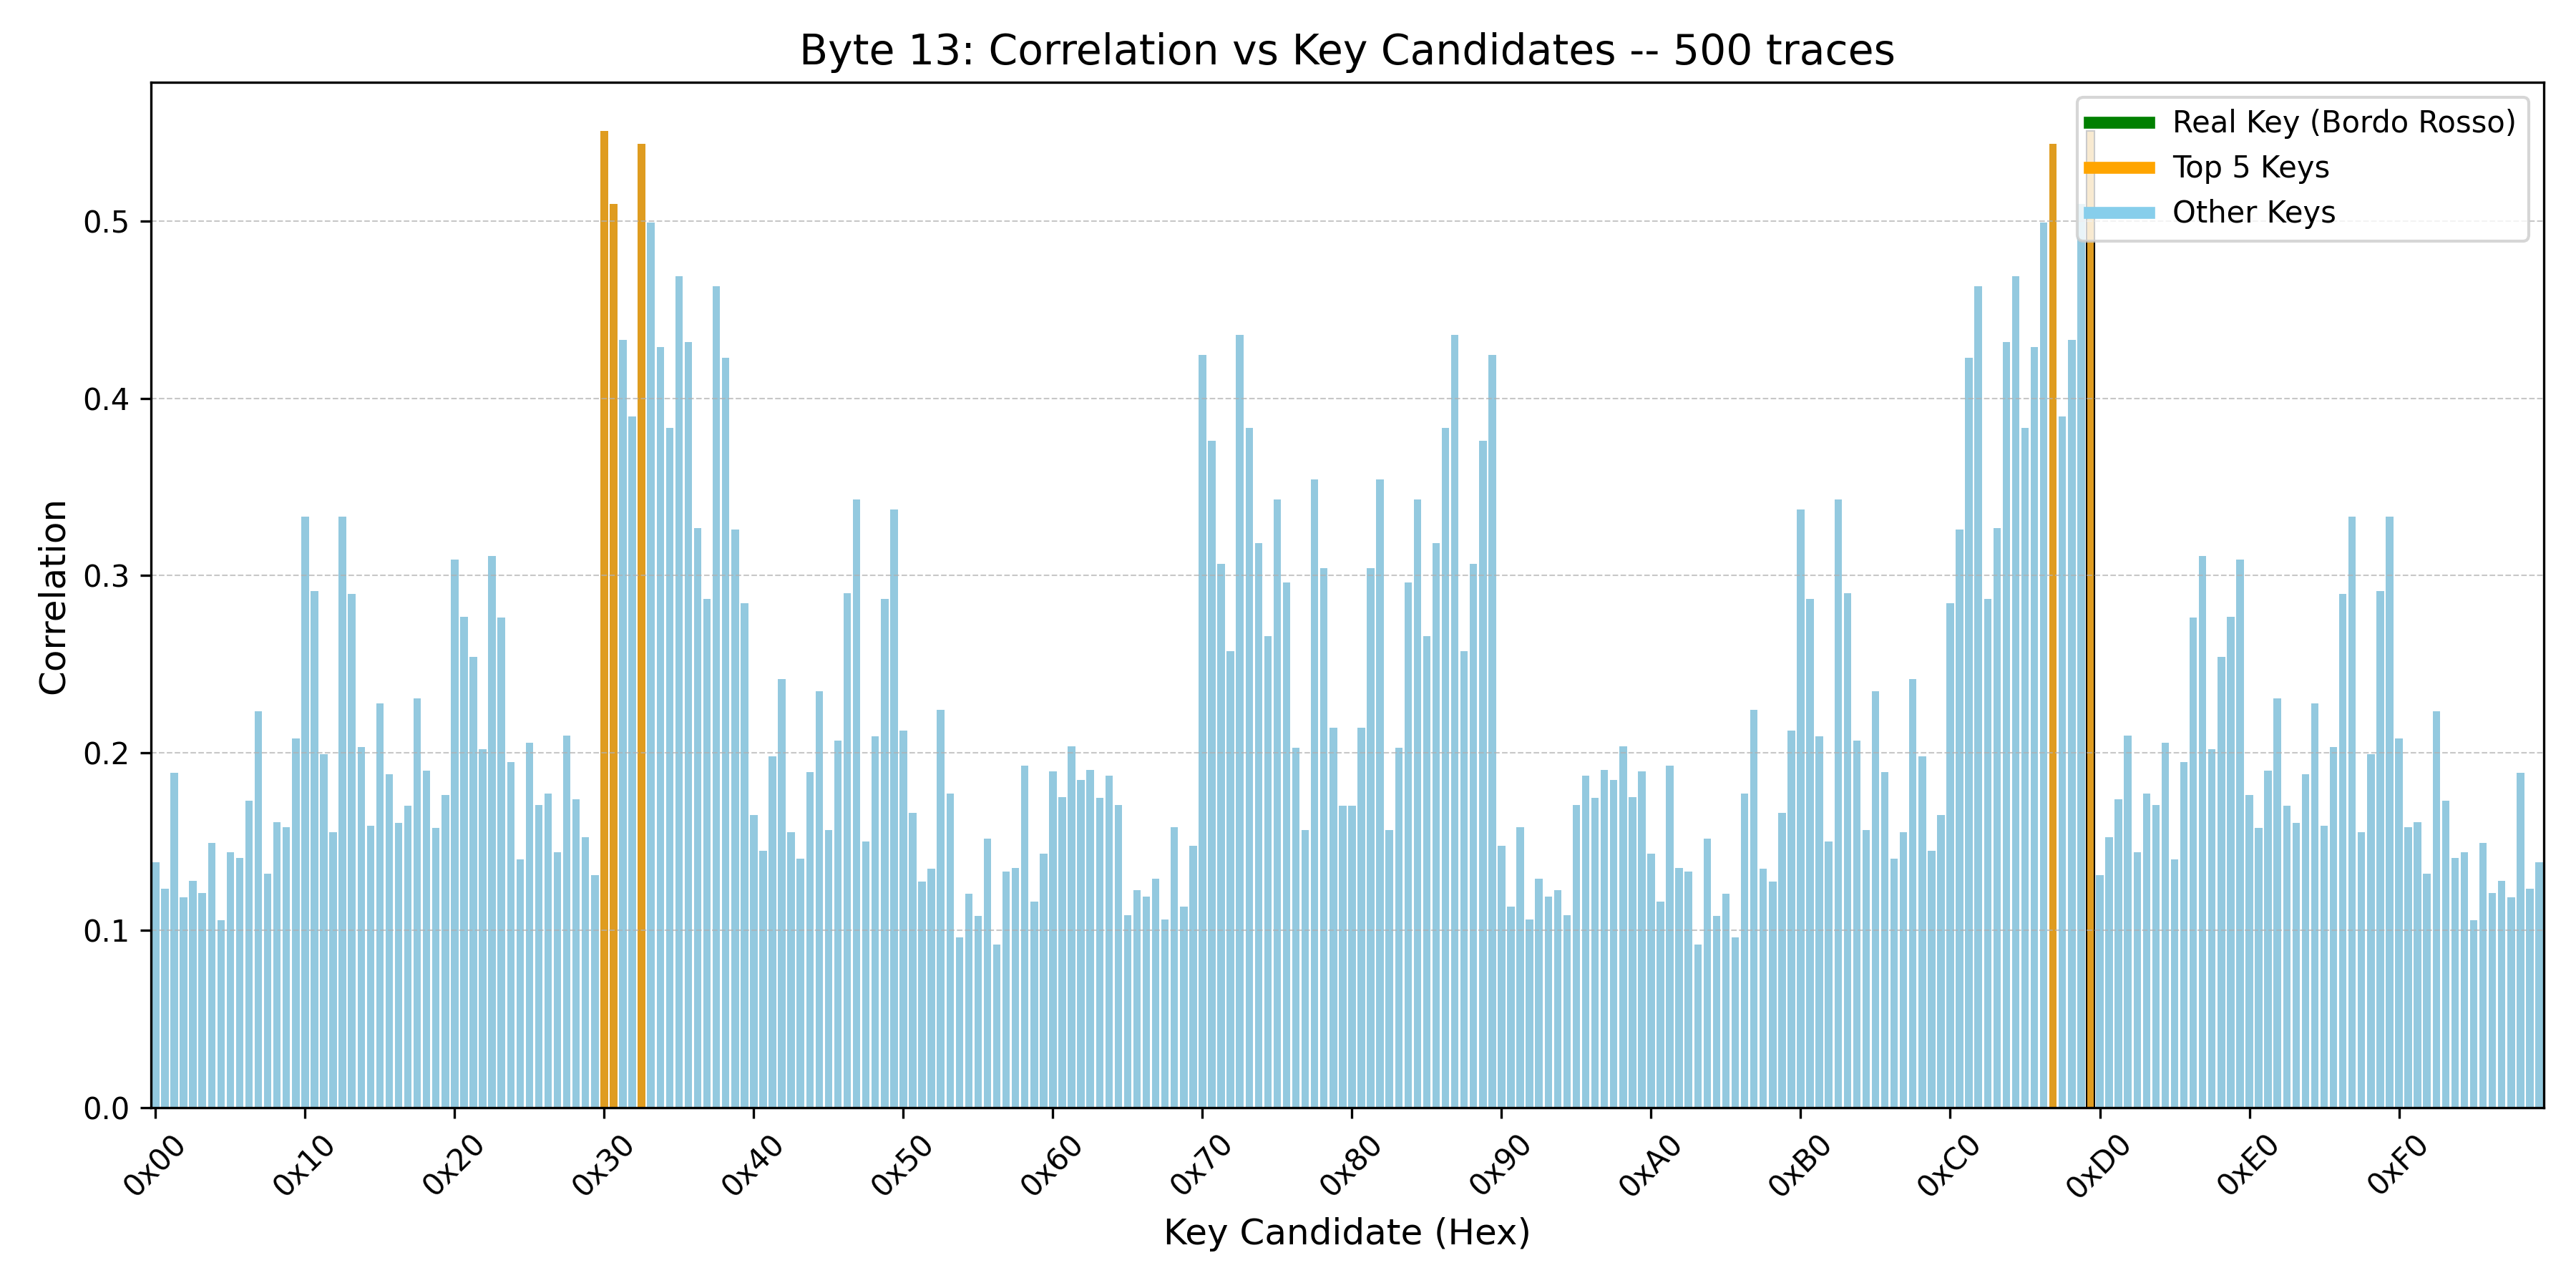 Byte 13: Correlation vs Key Candidates -- 500 traces
Real Key (Bordo Rosso)
Top 5 Keys
Other Keys
Correlation
0.5
0.4
0.3
0.2
0.1
0.0
0x00 0x10 0x20 0x30 0x40 0x50 0x60 0x70 0x80 0x90 0xA0 0xB0 0xC0 0xD0 0xE0 0xF0
Key Candidate (Hex)